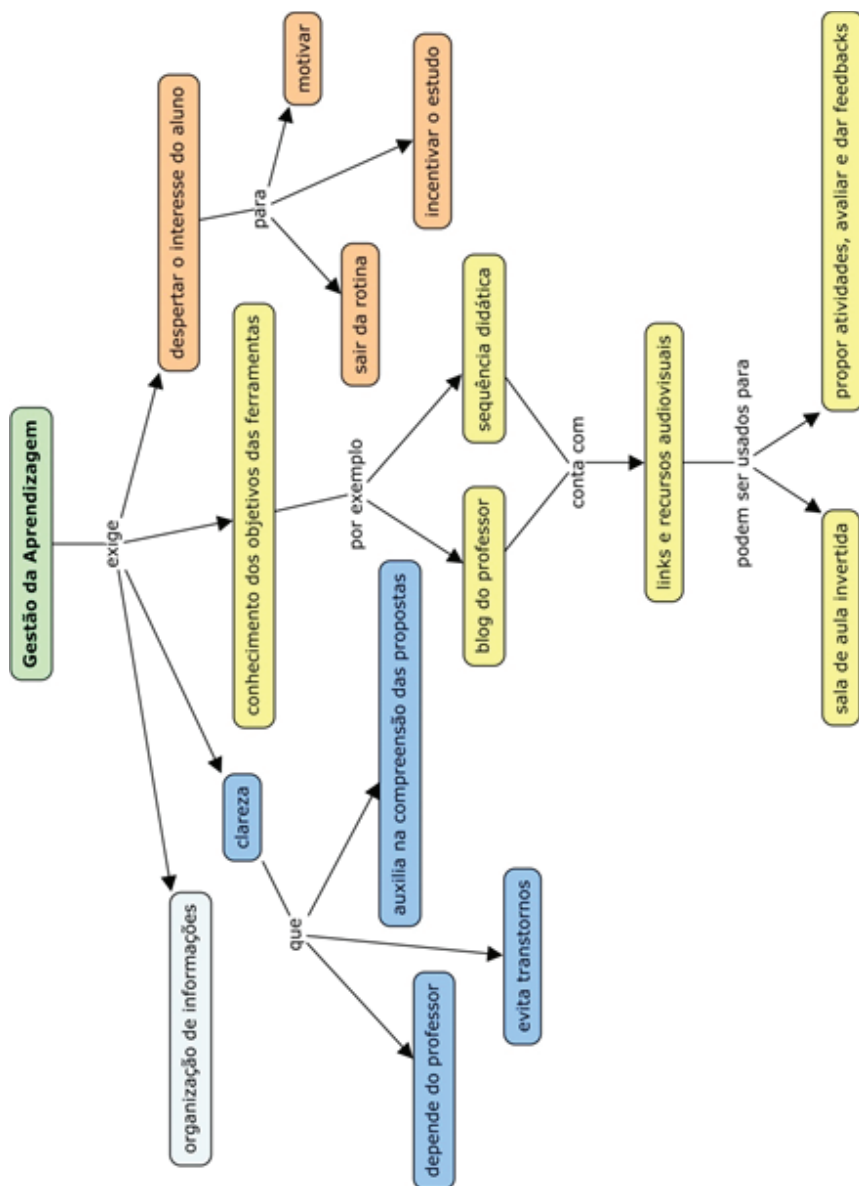 Gestão da Aprendizagem
exige
organização de informações
clareza
conhecimento dos objetivos das ferramentas
despertar o interesse do aluno
que
depende do professor
evita transtornos
auxilia na compreensão das propostas
por exemplo
blog do professor
sequência didática
conta com
links e recursos audiovisuais
podem ser usados para
sala de aula invertida
propor atividades, avaliar e dar feedbacks
para
sair da rotina
incentivar o estudo
motivar